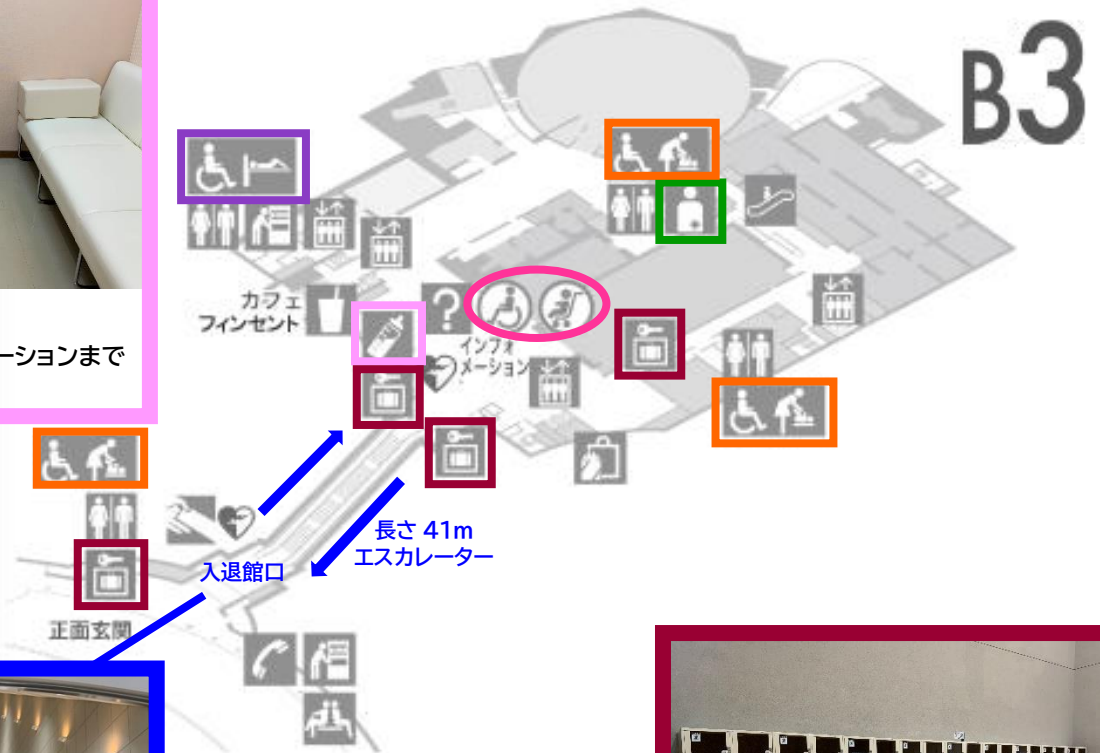 B3
カフェ
フィンセント
インフォ
メーション
ーションまで
長さ 41m
エスカレーター
入退館口
正面玄関